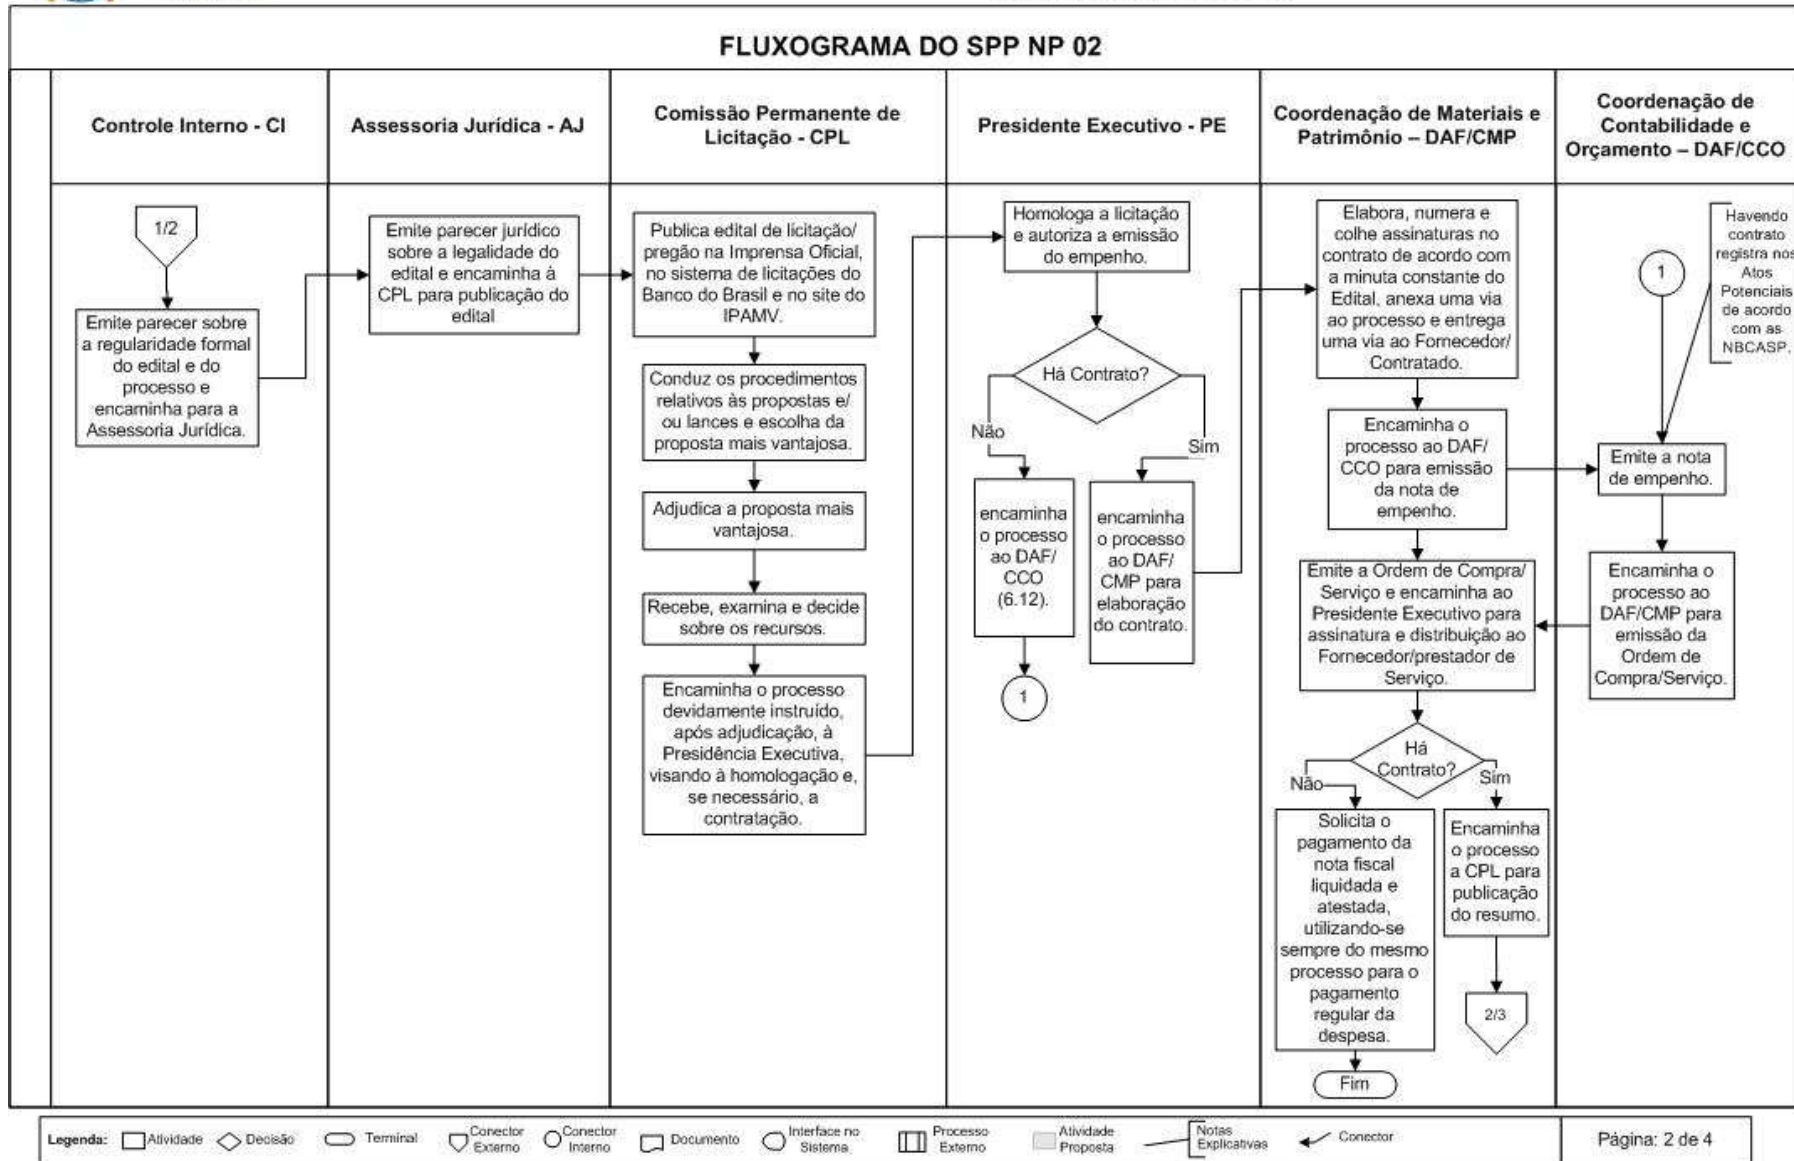 FLUXOGRAMA DO SPP NP 02
Controle Interno - CI
Assessoria Jurídica - AJ
Comissão Permanente de
Licitação - CPL
Presidente Executivo - PE
Coordenação de Materiais e
Patrimônio – DAF/CMP
Coordenação de
Contabilidade e
Orçamento – DAF/CCO
1/2
Emite parecer sobre
a regularidade formal
do edital e do
processo e
encaminha para a
Assessoria Jurídica.
Emite parecer jurídico
sobre a legalidade do
edital e encaminha à
CPL para publicação do
edital
Publica edital de licitação/
pregão na Imprensa Oficial,
no sistema de licitações do
Banco do Brasil e no site do
IPAMV.
Conduz os procedimentos
relativos às propostas e/
ou lances e escolha da
proposta mais vantajosa.
Adjudica a proposta mais
vantajosa.
Recebe, examina e decide
sobre os recursos.
Encaminha o processo
devidamente instruído,
após adjudicação, à
Presidência Executiva,
visando à homologação e,
se necessário, a
contratação.
Homologa a licitação
e autoriza a emissão
do empenho.
Há Contrato?
Não
Sim
encaminha
o processo
ao DAF/
CCO
(6.12).
1
encaminha
o processo
ao DAF/
CMP para
elaboração
do contrato.
Elabora, numera e
colhe assinaturas no
contrato de acordo com
a minuta constante do
Edital, anexa uma via
ao processo e entrega
uma via ao Fornecedor/
Contratado.
Encaminha o
processo ao DAF/
CCO para emissão
da nota de
empenho.
Emite a Ordem de Compra/
Serviço e encaminha ao
Presidente Executivo para
assinatura e distribuição ao
Fornecedor/prestador de
Serviço.
Há
Contrato?
Não
Sim
Solicita o
pagamento da
nota fiscal
liquidada e
atestada,
utilizando-se
sempre do mesmo
processo para o
pagamento
regular da
despesa.
Fim
Encaminha
o processo
a CPL para
publicação
do resumo.
2/3
1
Havendo
contrato
registra nos
Atos
Potenciais
de acordo
com as
NBCASP.
Emite a nota
de empenho.
Encaminha o
processo ao
DAF/CMP para
emissão da
Ordem de
Compra/Serviço.
Legenda:
Atividade
Decisão
Terminal
Conector
Externo
Conector
Interno
Documento
Interface no
Sistema
Processo
Externo
Atividade
Proposta
Notas
Explicativas
Conector
Página: 2 de 4